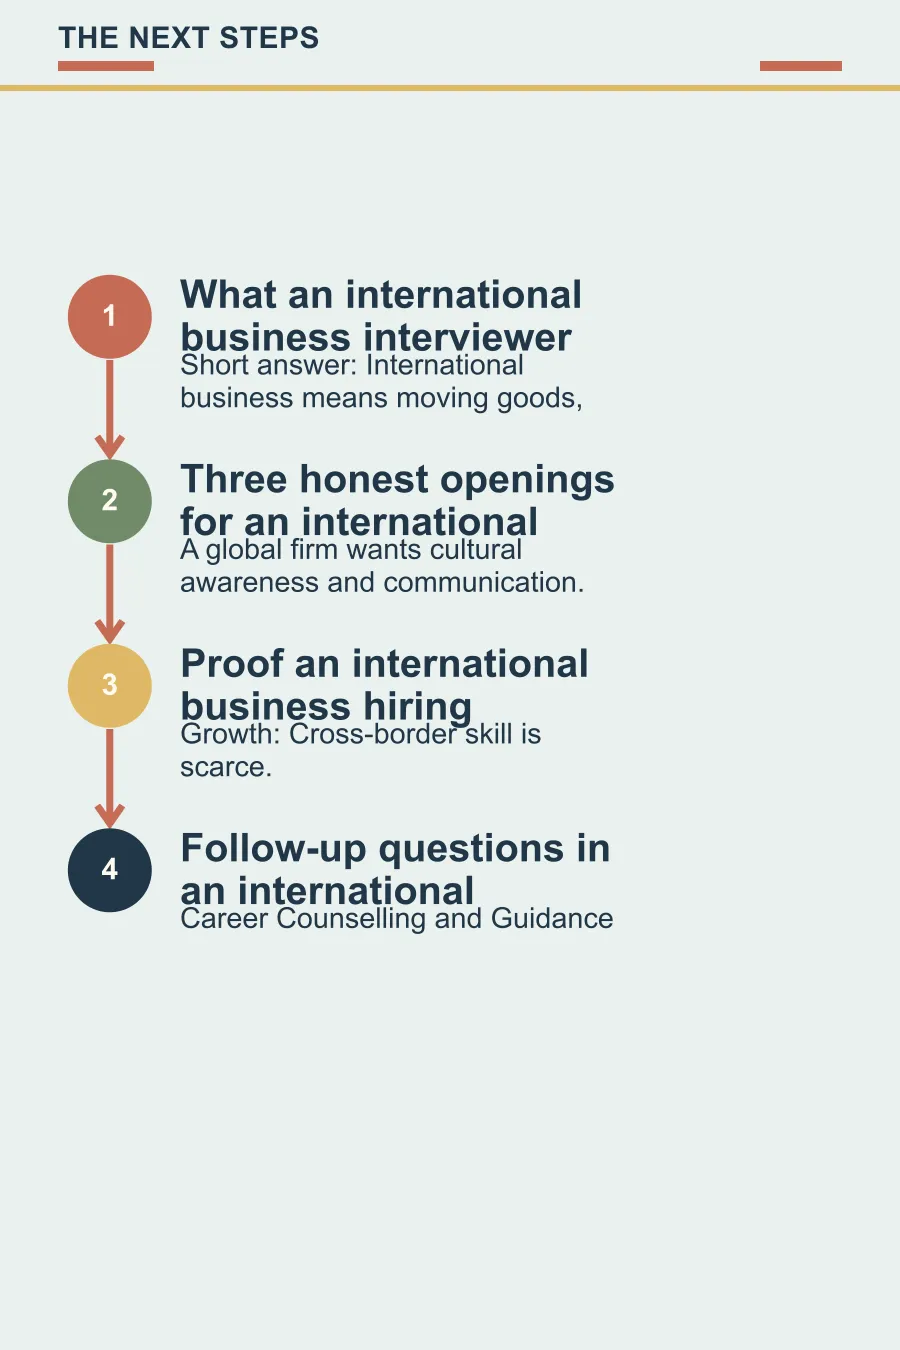 THE NEXT STEPS
1
What an international
business interviewer
Short answer: International
business means moving goods,
2
Three honest openings
for an international
A global firm wants cultural
awareness and communication.
3
Proof an international
business hiring
Growth: Cross-border skill is
scarce.
4
Follow-up questions in
an international
Career Counselling and Guidance